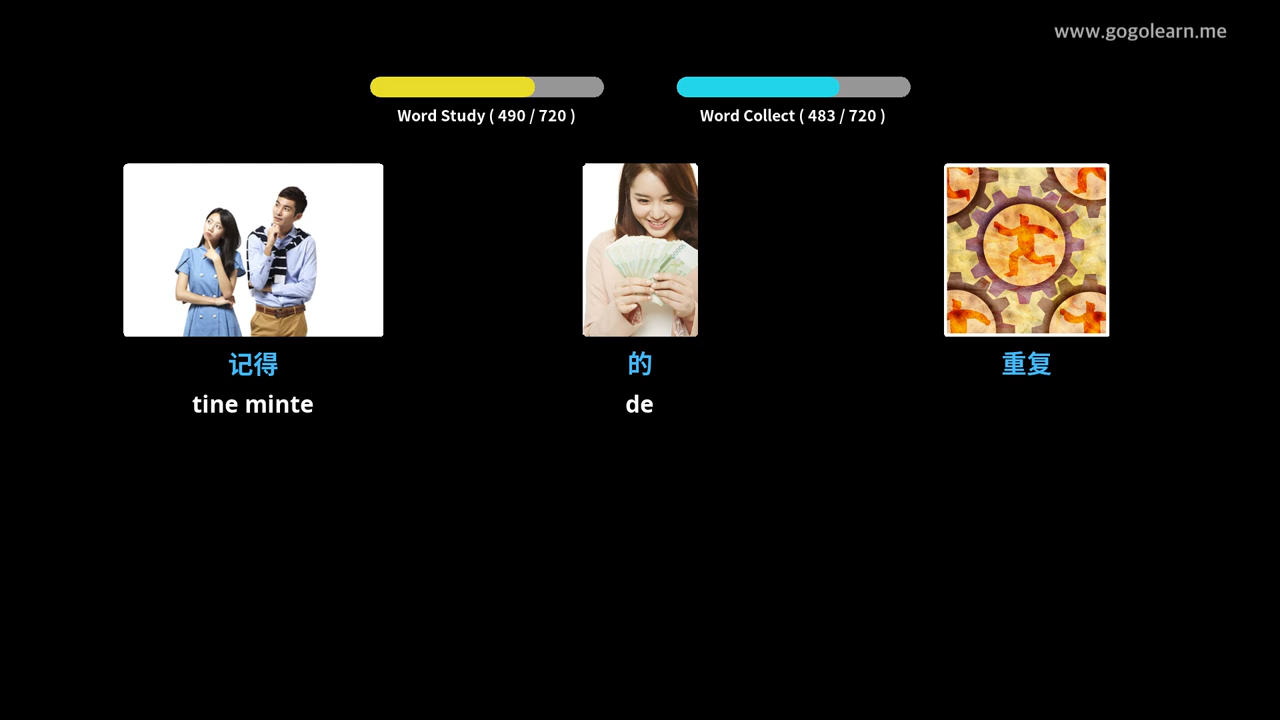 www.gogolearn.me
Word Study ( 490 / 720 )
Word Collect ( 483 / 720 )
记得
的
重复
tine minte
de